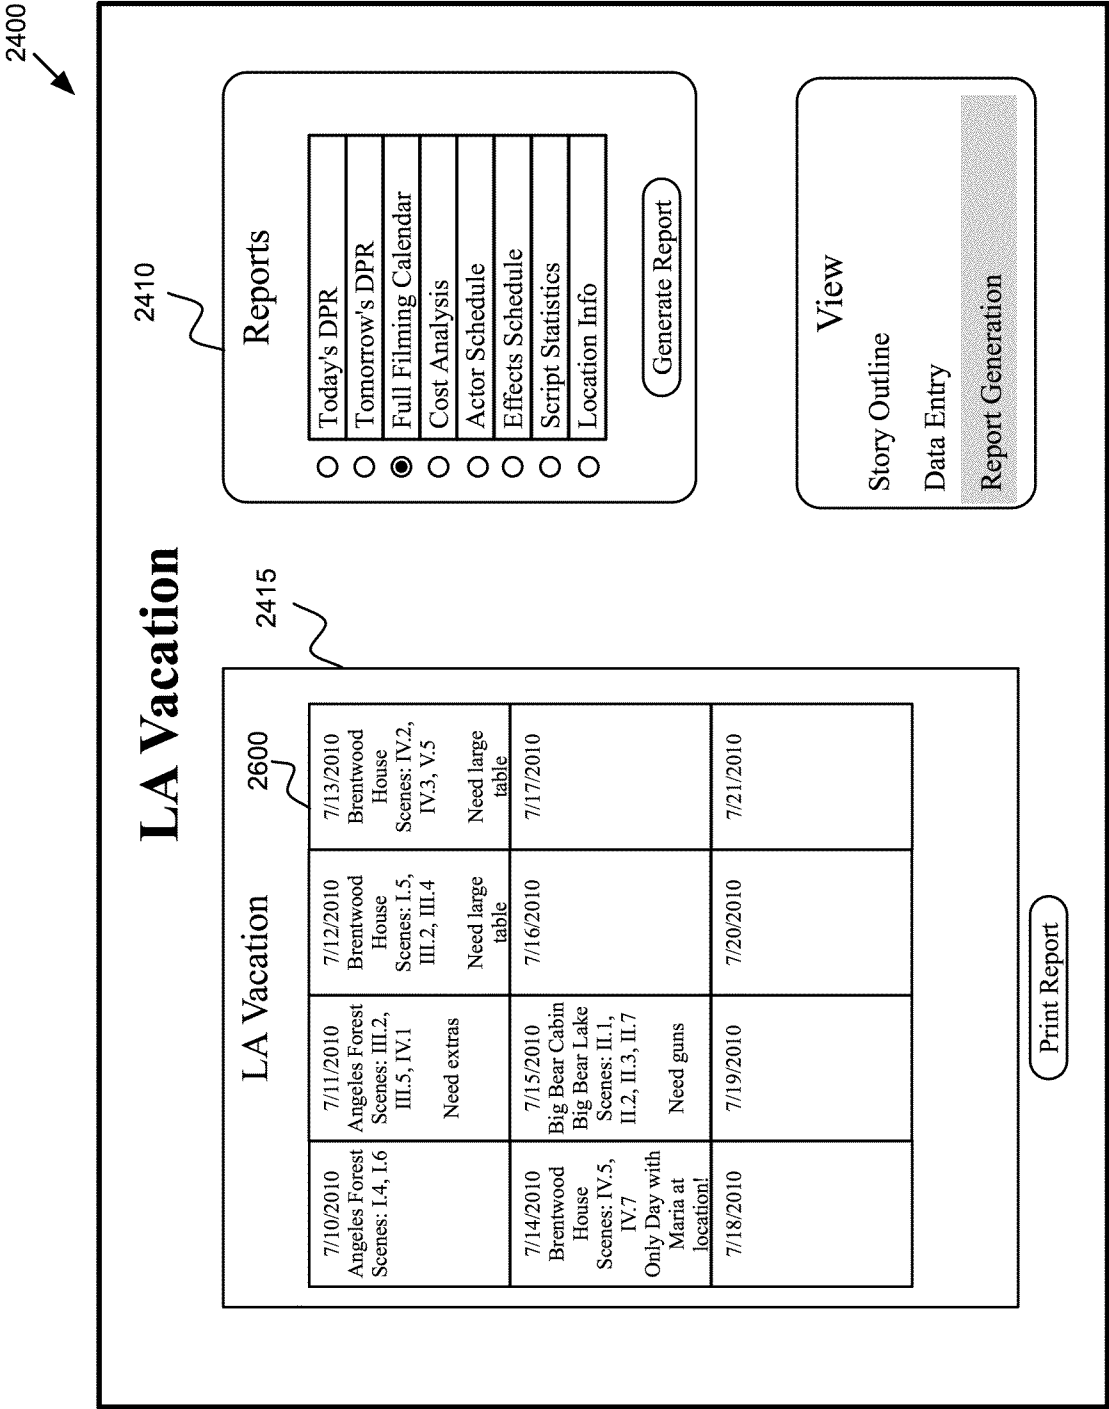 2400
LA Vacation
LA Vacation
2600
7/10/2010
Angeles Forest
Scenes: I.4, I.6
7/11/2010
Angeles Forest
Scenes: III.2,
III.5, IV.1
Need extras
7/12/2010
Brentwood
House
Scenes: I.5,
III.2, III.4
Need large
table
7/13/2010
Brentwood
House
Scenes: IV.2,
IV.3, V.5
Need large
table
7/14/2010
Brentwood
House
Scenes: IV.5,
IV.7
Only Day with
Maria at
location!
7/15/2010
Big Bear Cabin
Big Bear Lake
Scenes: II.1,
II.2, II.3, II.7
Need guns
7/16/2010
7/17/2010
7/18/2010
7/19/2010
7/20/2010
7/21/2010
Print Report
2415
2410
Reports
Today's DPR
Tomorrow's DPR
Full Filming Calendar
Cost Analysis
Actor Schedule
Effects Schedule
Script Statistics
Location Info
Generate Report
View
Story Outline
Data Entry
Report Generation